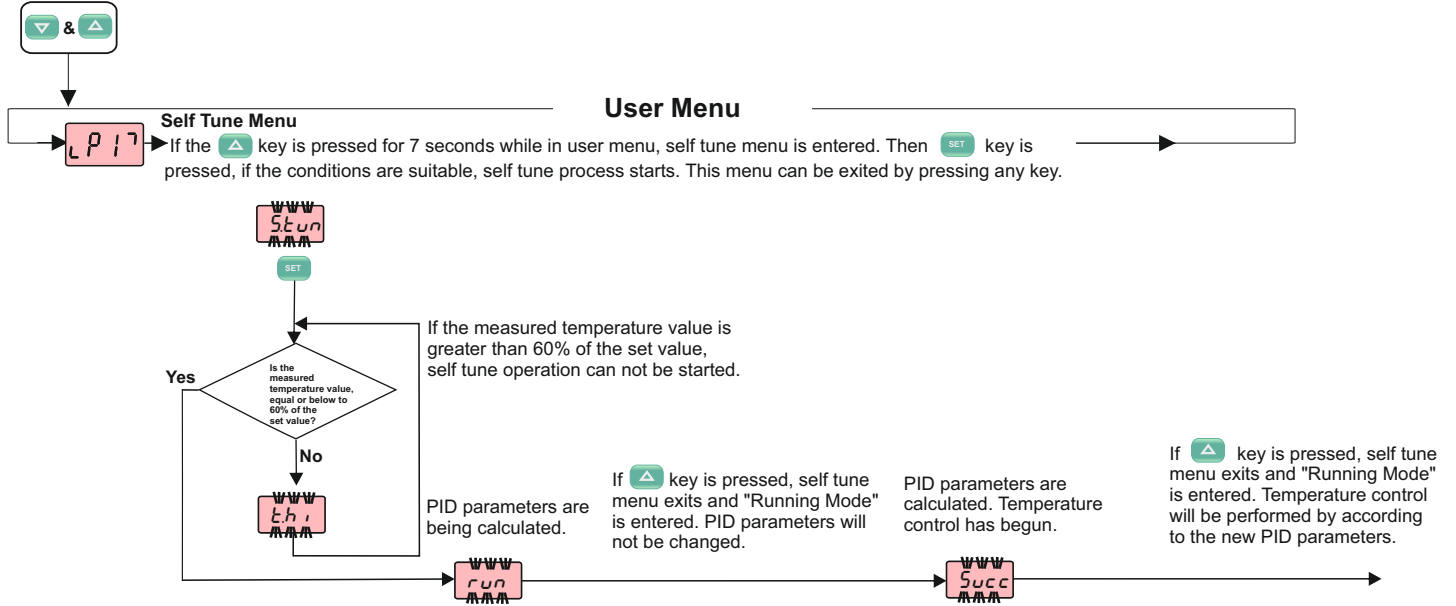 &
User Menu
Self Tune Menu
If the key is pressed for 7 seconds while in user menu, self tune menu is entered. Then SET key is
pressed, if the conditions are suitable, self tune process starts. This menu can be exited by pressing any key.
S.tun
SET
If the measured temperature value is
greater than 60% of the set value,
self tune operation can not be started.
Yes
Is the
measured
temperature value,
equal or below to
60% of the
set value?
No
t.hi
PID parameters are
being calculated.
If key is pressed, self tune
menu exits and "Running Mode"
is entered. PID parameters will
not be changed.
PID parameters are
calculated. Temperature
control has begun.
If key is pressed, self tune
menu exits and "Running Mode"
is entered. Temperature control
will be performed by according
to the new PID parameters.
run
Succ